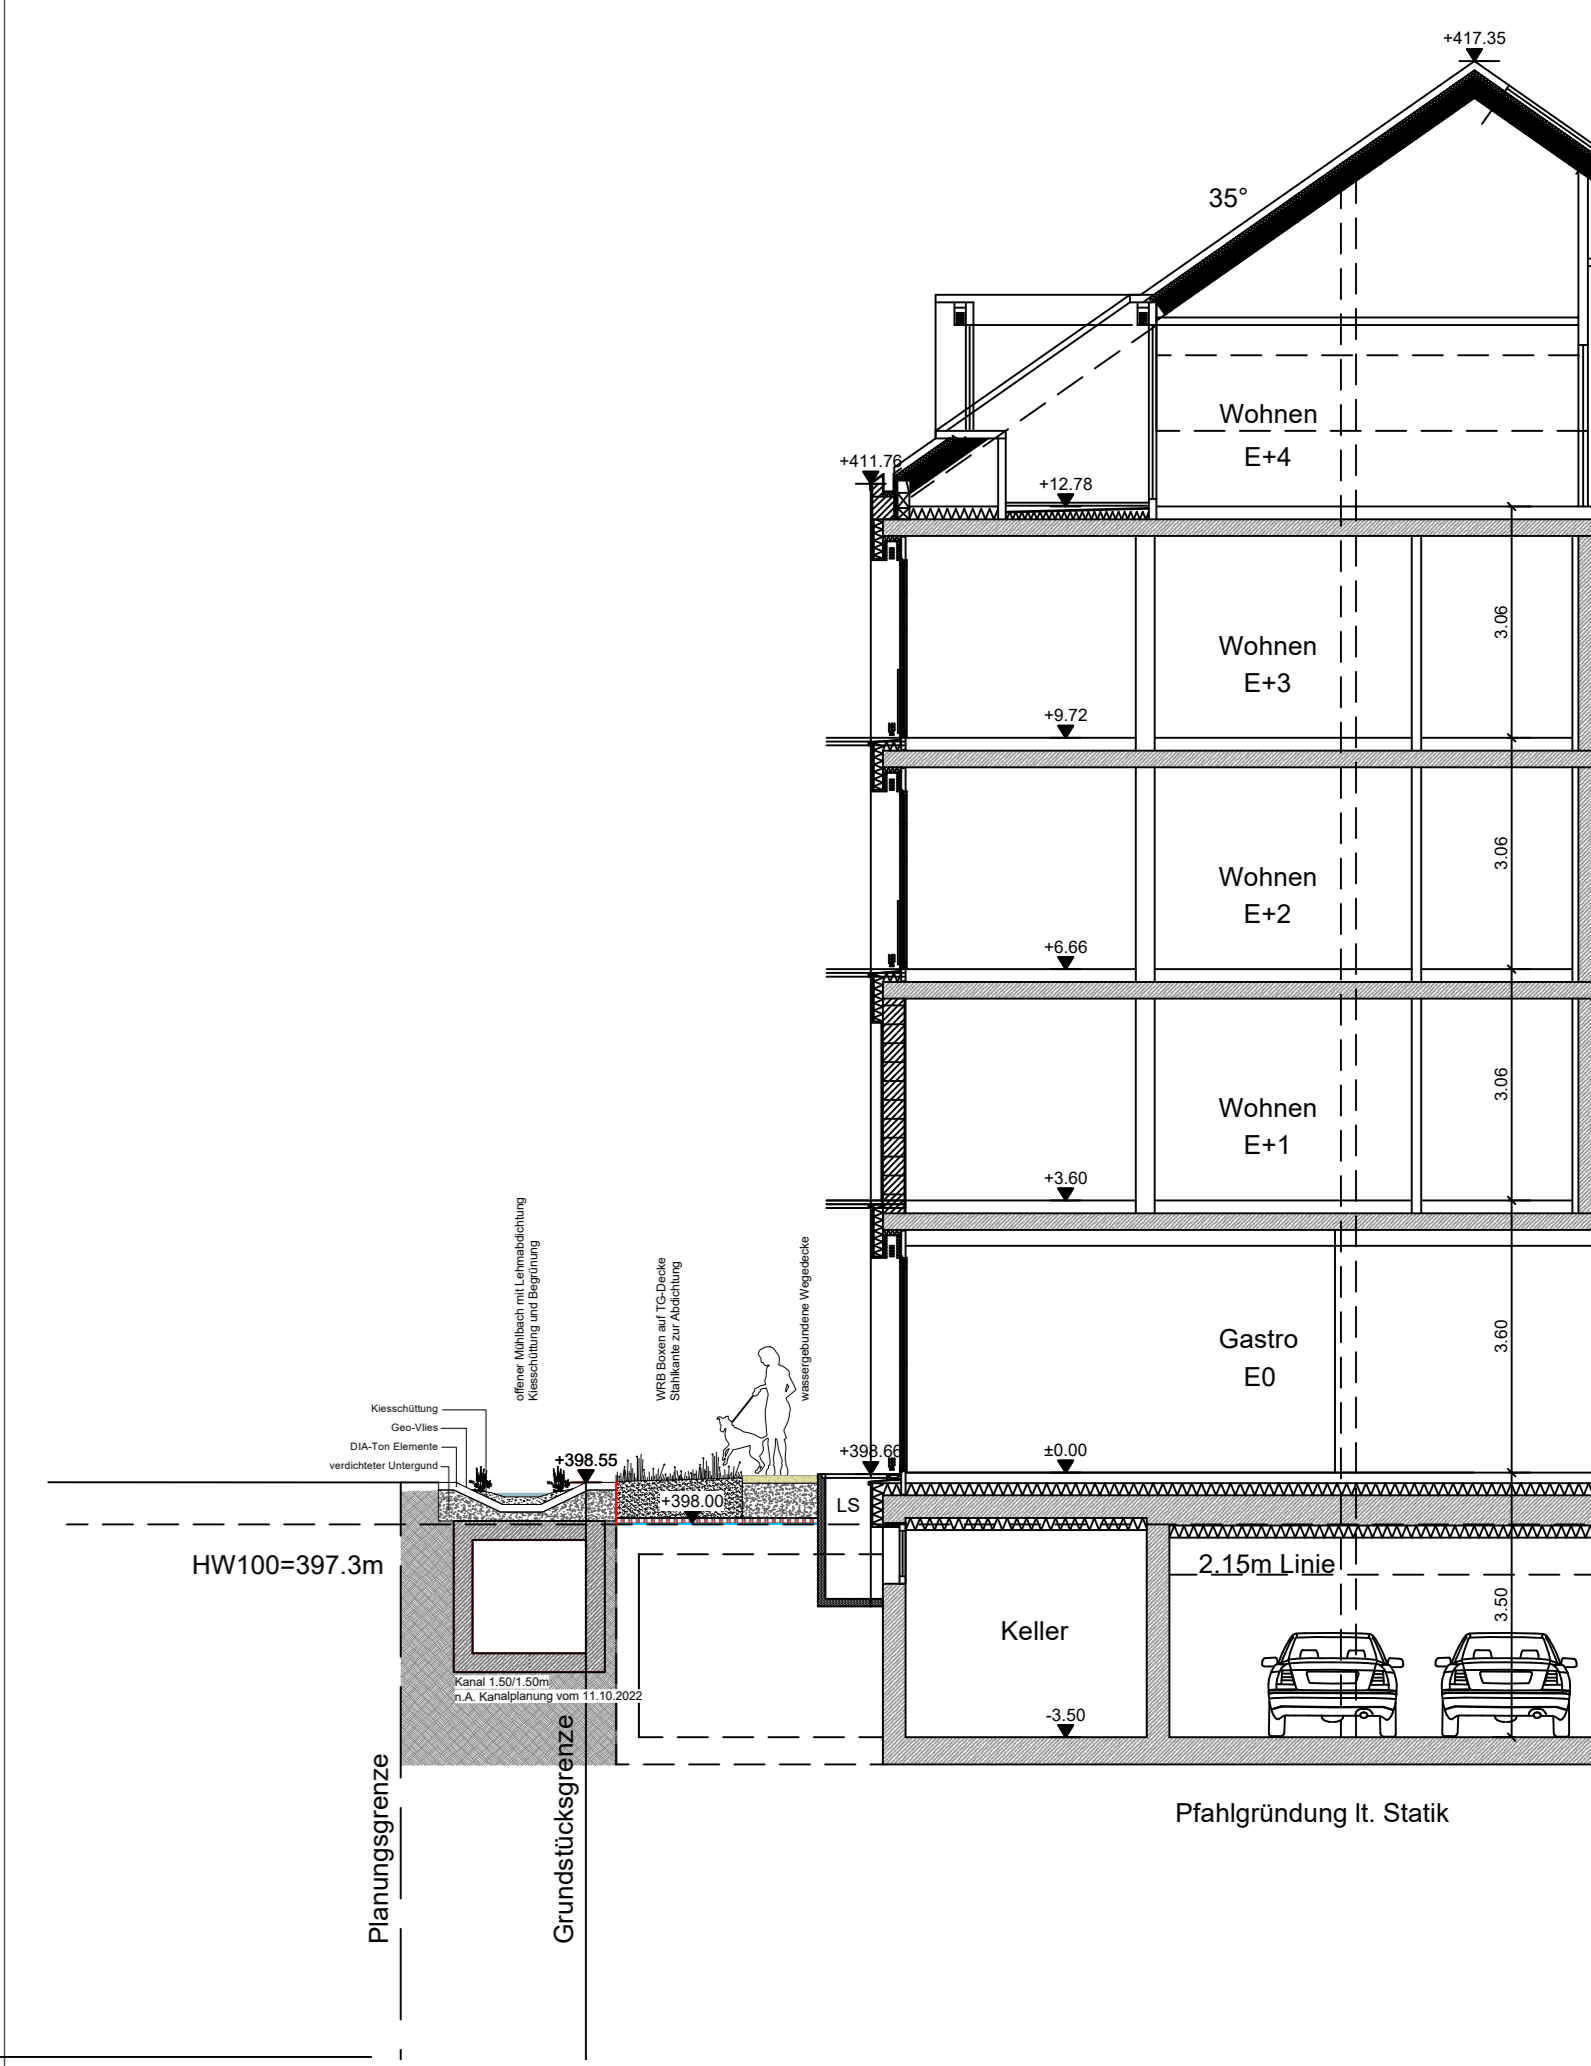 +417.35
35°
Wohnen
E+4
+411.76
+12.78
3.06
Wohnen
E+3
+9.72
3.06
Wohnen
E+2
+6.66
3.06
Wohnen
E+1
+3.60
offener Mühlbach mit Lehmabdichtung
Kiesschüttung und Begrünung
WRB Boxen auf TG-Decke
Stahlkante zur Abdichtung
wassergebundene Wegedecke
3.60
Gastro
E0
Kiesschüttung
Geo-Vlies
DIA-Ton Elemente
verdichteter Untergund
+398.55
+398.66
±0.00
+398.00
LS
HW100=397.3m
2.15m Linie
3.50
Keller
Kanal 1.50/1.50m
n.A. Kanalplanung vom 11.10.2022
-3.50
Planungsgrenze
Grundstücksgrenze
Pfahlgründung lt. Statik